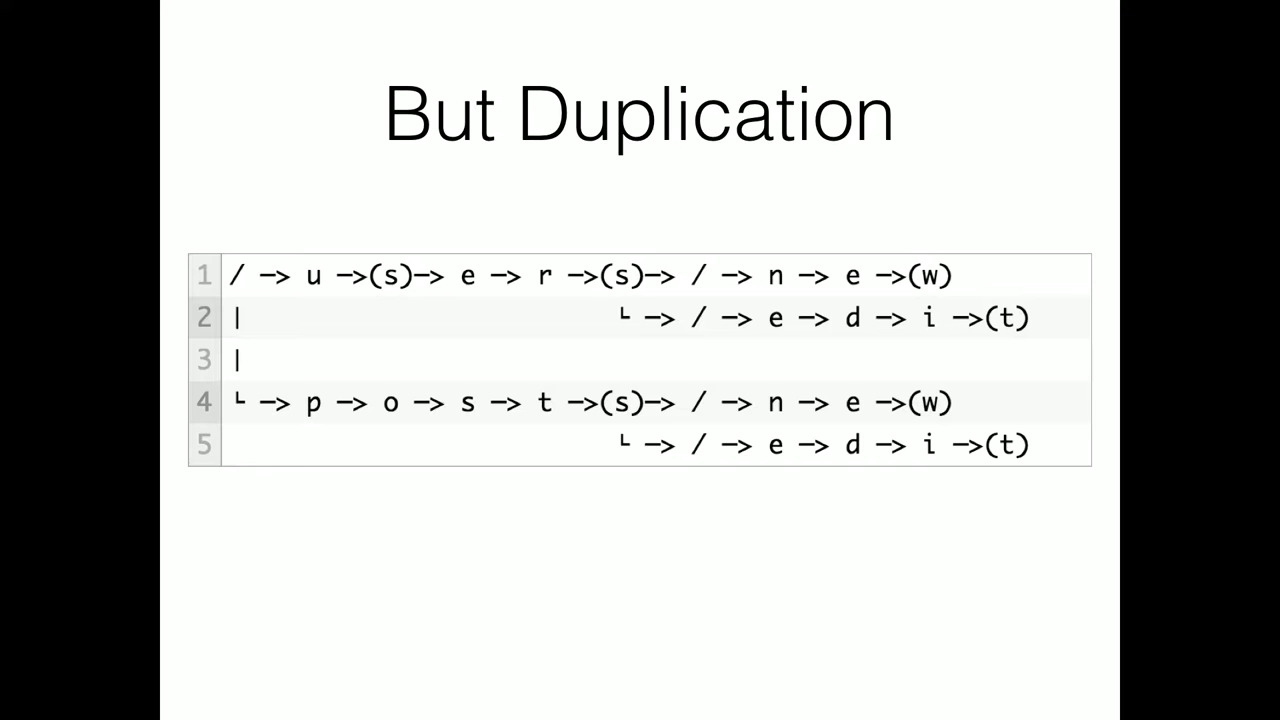 But Duplication
1 / —> u —>(s)—> e —> r —>(s)—> / —> n —> e —>(w)
2 |                        └ —> / —> e —> d —> i —>(t)
3 |
4 └ —> p —> o —> s —> t —>(s)—> / —> n —> e —>(w)
5                          └ —> / —> e —> d —> i —>(t)